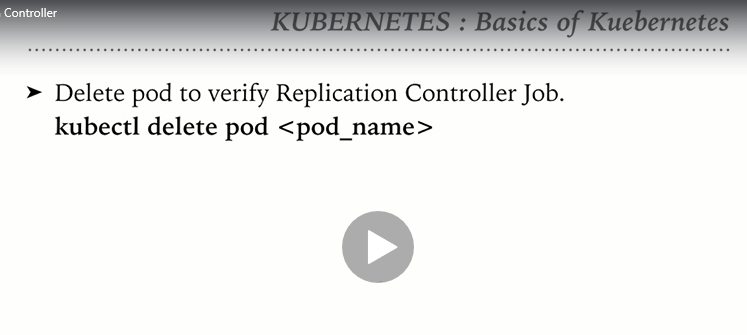 Controller
KUBERNETES : Basics of Kuebernetes
➤ Delete pod to verify Replication Controller Job.
kubectl delete pod <pod_name>